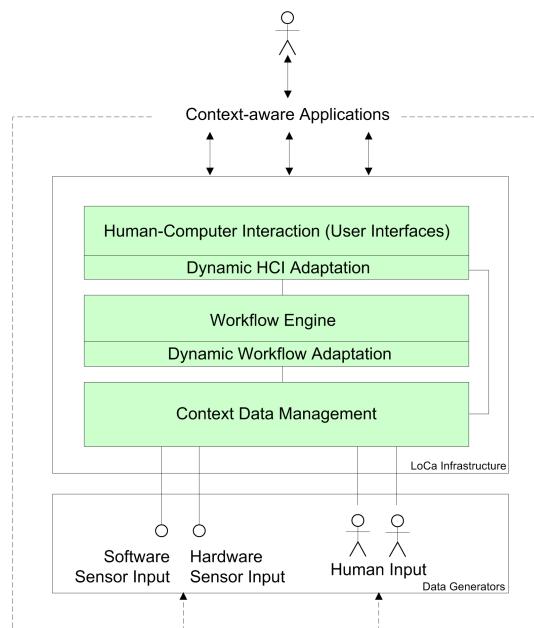 Context-aware Applications
Human-Computer Interaction (User Interfaces)
Dynamic HCI Adaptation
Workflow Engine
Dynamic Workflow Adaptation
Context Data Management
LoCa Infrastructure
Software
Sensor Input
Hardware
Sensor Input
Human Input
Data Generators